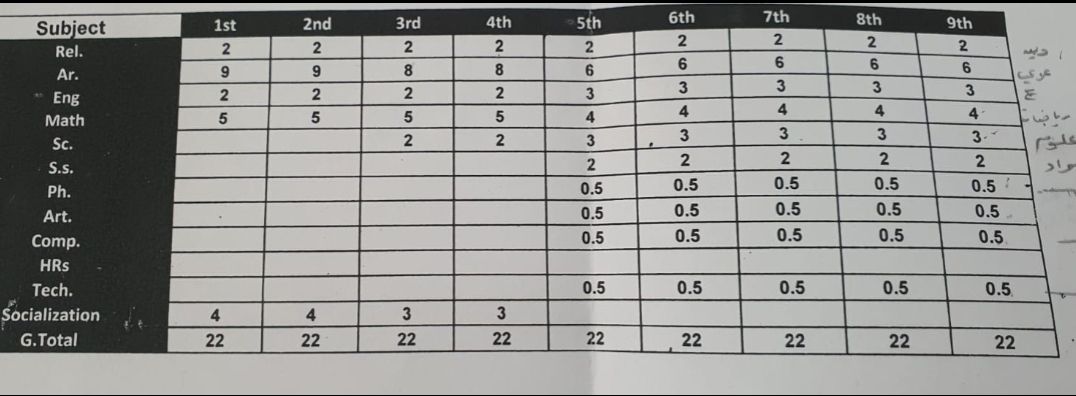 Subject 1st 2nd 3rd 4th 5th 6th 7th 8th 9th
Rel. 2 2 2 2 2 2 2 2 2
Ar. 9 9 8 8 6 6 6 6 6 عربي
Eng 2 2 2 2 3 3 3 3 3 ع
Math 5 5 5 5 4 4 4 4 4 رياضيات
Sc. 2 2 3 3 3 3 3 علوم
S.s. 2 2 2 2 2
Ph. 0.5 0.5 0.5 0.5 0.5
Art. 0.5 0.5 0.5 0.5 0.5
Comp. 0.5 0.5 0.5 0.5 0.5
HRs
Tech. 0.5 0.5 0.5 0.5 0.5
Socialization 4 4 3 3
G.Total 22 22 22 22 22 22 22 22 22